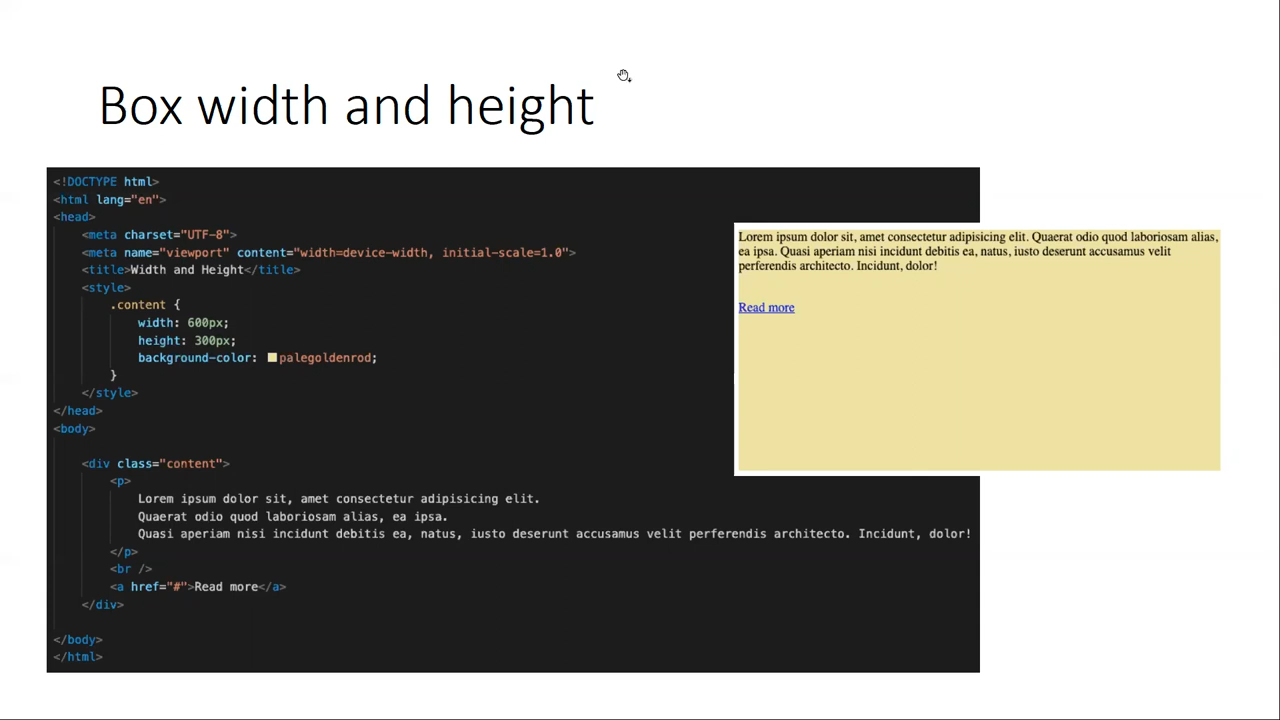 Box width and height
<!DOCTYPE html>
<html lang="en">
<head>
    <meta charset="UTF-8">
    <meta name="viewport" content="width=device-width, initial-scale=1.0">
    <title>Width and Height</title>
    <style>
        .content {
            width: 600px;
            height: 300px;
            background-color: palegoldenrod;
        }
    </style>
</head>
<body>
    <div class="content">
        <p>
            Lorem ipsum dolor sit, amet consectetur adipisicing elit.
            Quaerat odio quod laboriosam alias, ea ipsa.
            Quasi aperiam nisi incidunt debitis ea, natus, iusto deserunt accusamus velit perferendis architecto. Incidunt, dolor!
        </p>
        <br />
        <a href="#">Read more</a>
    </div>
</body>
</html>
Lorem ipsum dolor sit, amet consectetur adipisicing elit. Quaerat odio quod laboriosam alias,
ea ipsa. Quasi aperiam nisi incidunt debitis ea, natus, iusto deserunt accusamus velit
perferendis architecto. Incidunt, dolor!
Read more